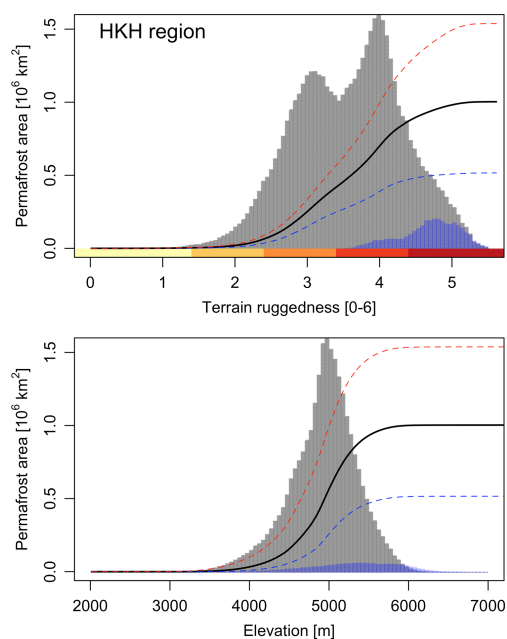 HKH region
Permafrost area [10⁶ km²]
1.5
1.0
0.5
0.0
0 1 2 3 4 5
Terrain ruggedness [0-6]
Permafrost area [10⁶ km²]
1.5
1.0
0.5
0.0
2000 3000 4000 5000 6000 7000
Elevation [m]